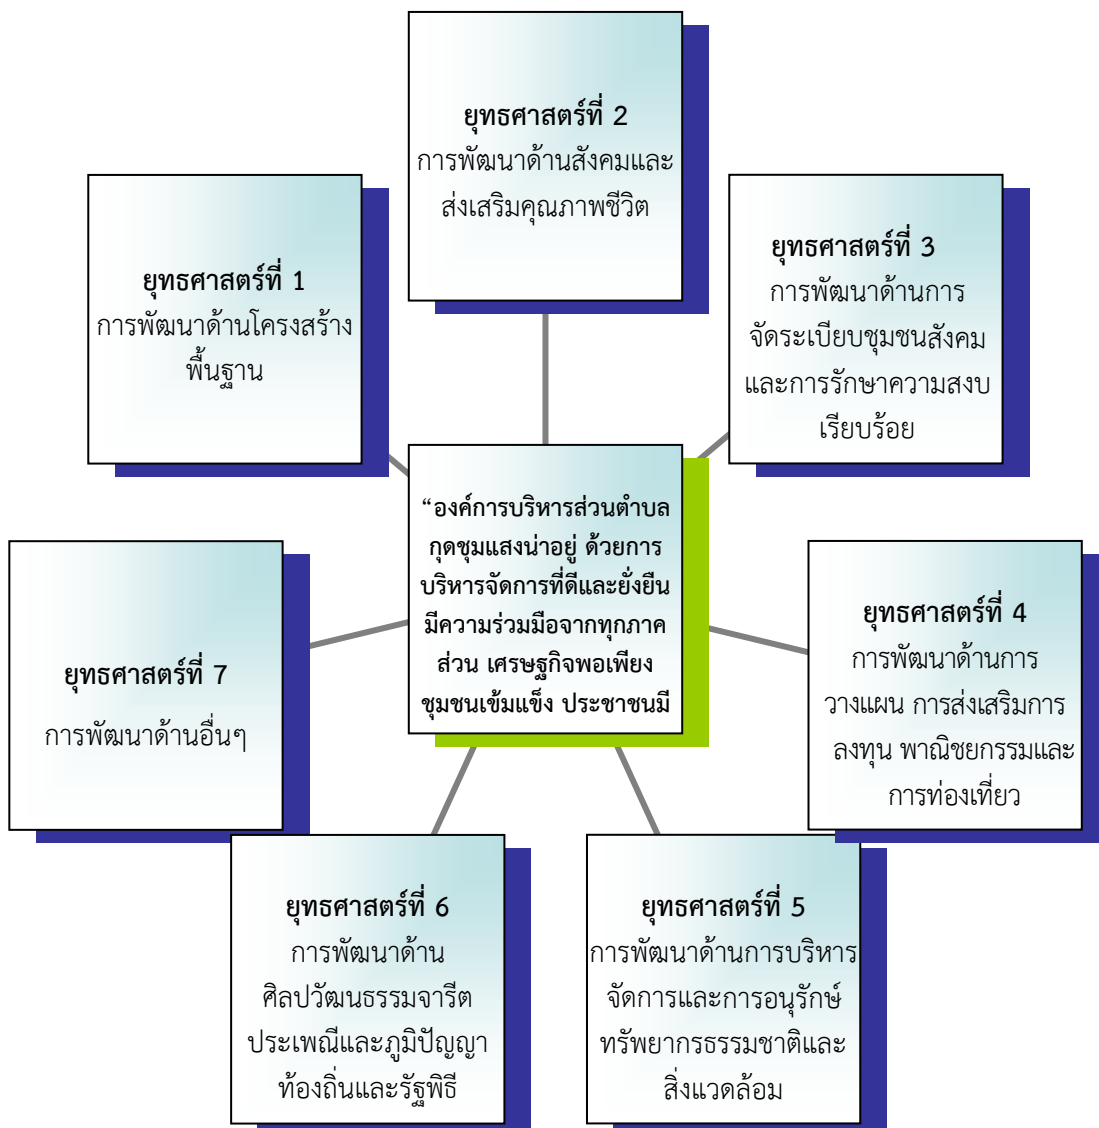 ยุทธศาสตร์ที่ 1
การพัฒนาด้านโครงสร้าง
พื้นฐาน
ยุทธศาสตร์ที่ 2
การพัฒนาด้านสังคมและ
ส่งเสริมคุณภาพชีวิต
ยุทธศาสตร์ที่ 3
การพัฒนาด้านการ
จัดระเบียบชุมชนสังคม
และการรักษาความสงบ
เรียบร้อย
“องค์การบริหารส่วนตำบล
กุดชุมแสงน่าอยู่ ด้วยการ
บริหารจัดการที่ดีและยั่งยืน
มีความร่วมมือจากทุกภาค
ส่วน เศรษฐกิจพอเพียง
ชุมชนเข้มแข็ง ประชาชนมี
ยุทธศาสตร์ที่ 4
การพัฒนาด้านการ
วางแผน การส่งเสริมการ
ลงทุน พาณิชยกรรมและ
การท่องเที่ยว
ยุทธศาสตร์ที่ 5
การพัฒนาด้านการบริหาร
จัดการและการอนุรักษ์
ทรัพยากรธรรมชาติและ
สิ่งแวดล้อม
ยุทธศาสตร์ที่ 6
การพัฒนาด้าน
ศิลปวัฒนธรรมจารีต
ประเพณีและภูมิปัญญา
ท้องถิ่นและรัฐพิธี
ยุทธศาสตร์ที่ 7
การพัฒนาด้านอื่นๆ